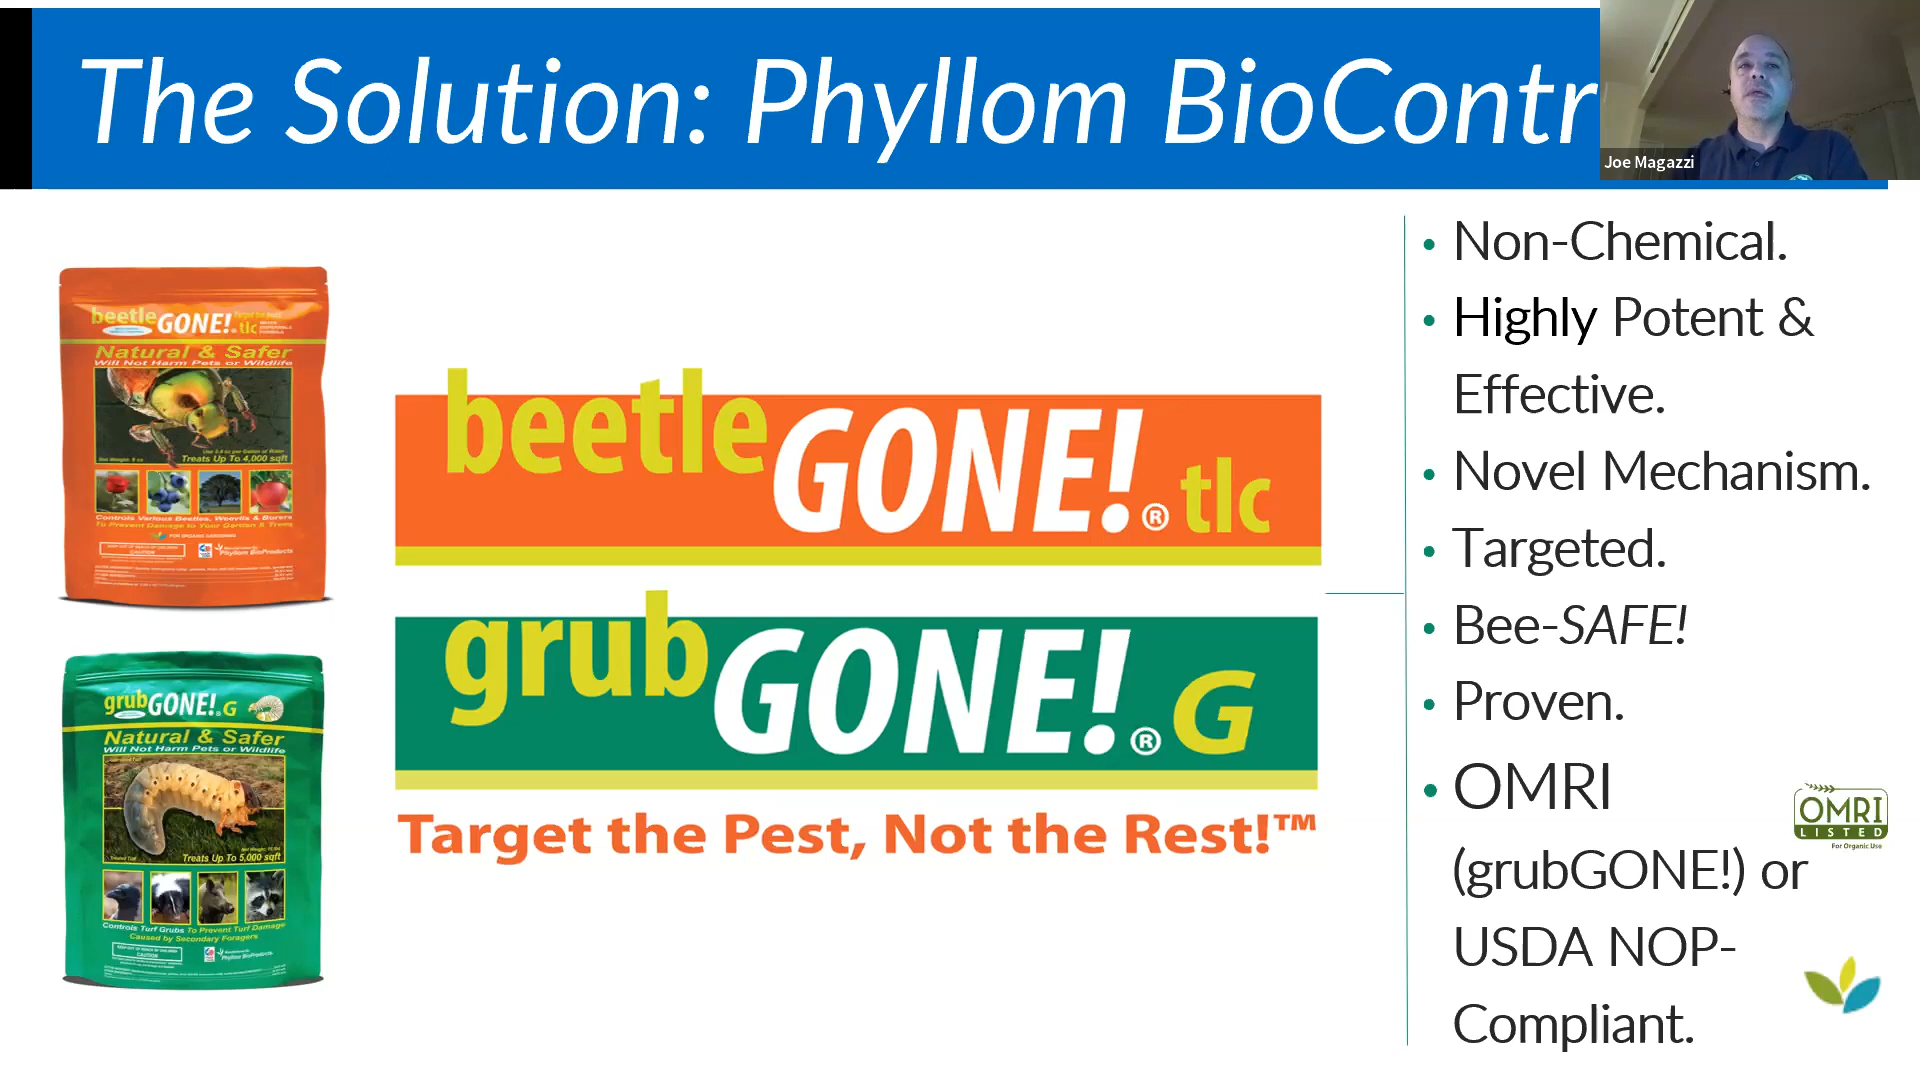 The Solution: Phyllom BioContr
Joe Magazzi
beetleGONE!® tlc
Natural & Safer
Will Not Harm Pets or Wildlife
Treats Up To 4,000 sqft
Controls Various Beetles, Weevils & Borers
To Prevent Damage to Your Garden & Trees
FOR ORGANIC GARDENING
KEEP OUT OF REACH OF CHILDREN
CAUTION
Phyllom BioProducts
grubGONE!® G
Natural & Safer
Will Not Harm Pets or Wildlife
Treats Up To 5,000 sqft
Controls Turf Grubs To Prevent Turf Damage
Caused by Secondary Foragers
KEEP OUT OF REACH OF CHILDREN
CAUTION
Phyllom BioProducts
beetleGONE!® tlc
grubGONE!® G
Target the Pest, Not the Rest!™
• Non-Chemical.
• Highly Potent &
Effective.
• Novel Mechanism.
• Targeted.
• Bee-SAFE!
• Proven.
• OMRI
(grubGONE!) or
USDA NOP-
Compliant.
OMRI
LISTED
For Organic Use